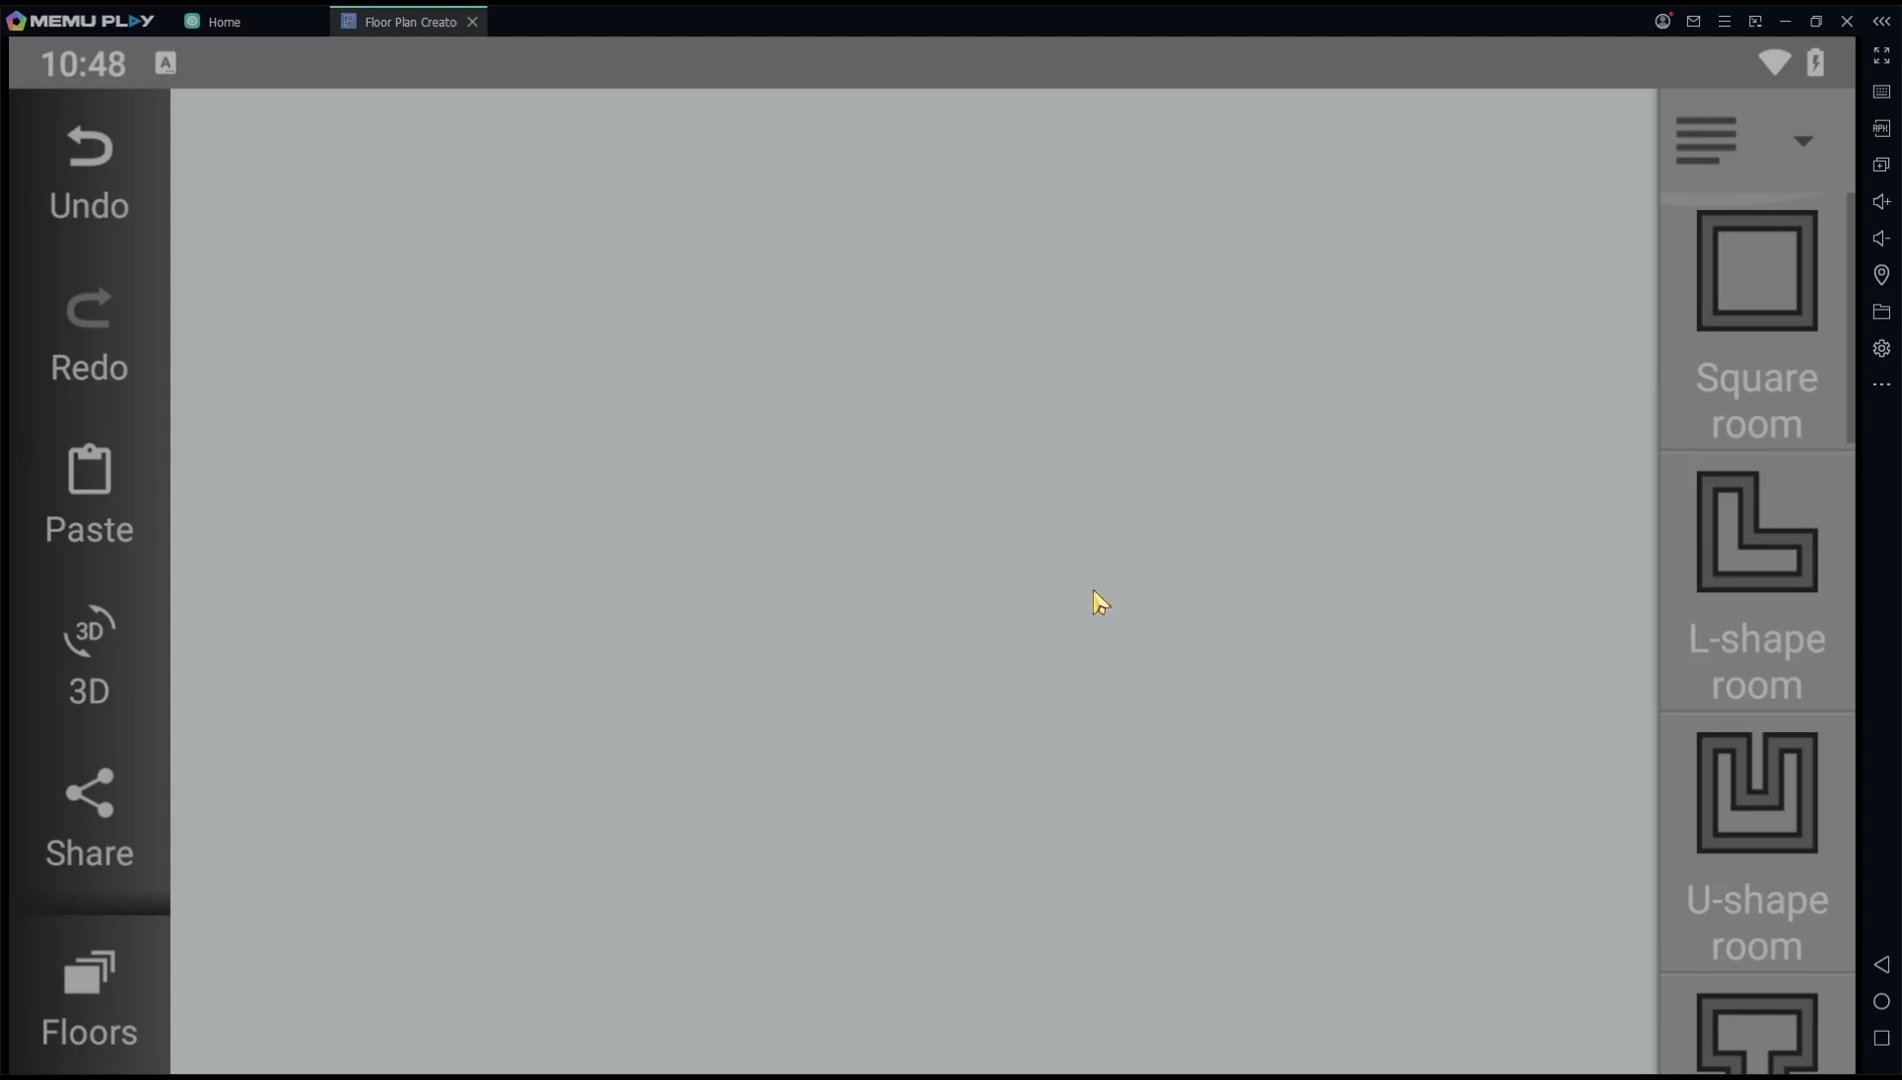 MEMU PLAY
Home
Floor Plan Creato
10:48
A
Undo
Redo
Paste
3D
3D
Share
Floors
Square
room
L-shape
room
U-shape
room
APK